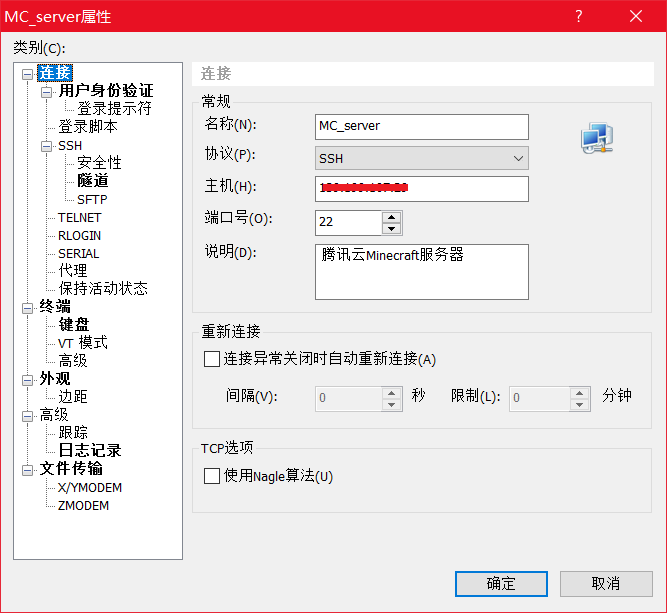 MC_server属性
类别(C):
连接
用户身份验证
登录提示符
登录脚本
SSH
安全性
隧道
SFTP
TELNET
RLOGIN
SERIAL
代理
保持活动状态
终端
键盘
VT 模式
高级
外观
边距
高级
跟踪
日志记录
文件传输
X/YMODEM
ZMODEM
连接
常规
名称(N): MC_server
协议(P): SSH
主机(H):
端口号(O): 22
说明(D): 腾讯云Minecraft服务器
重新连接
连接异常关闭时自动重新连接(A)
间隔(V): 0 秒 限制(L): 0 分钟
TCP选项
使用Nagle算法(U)
确定 取消